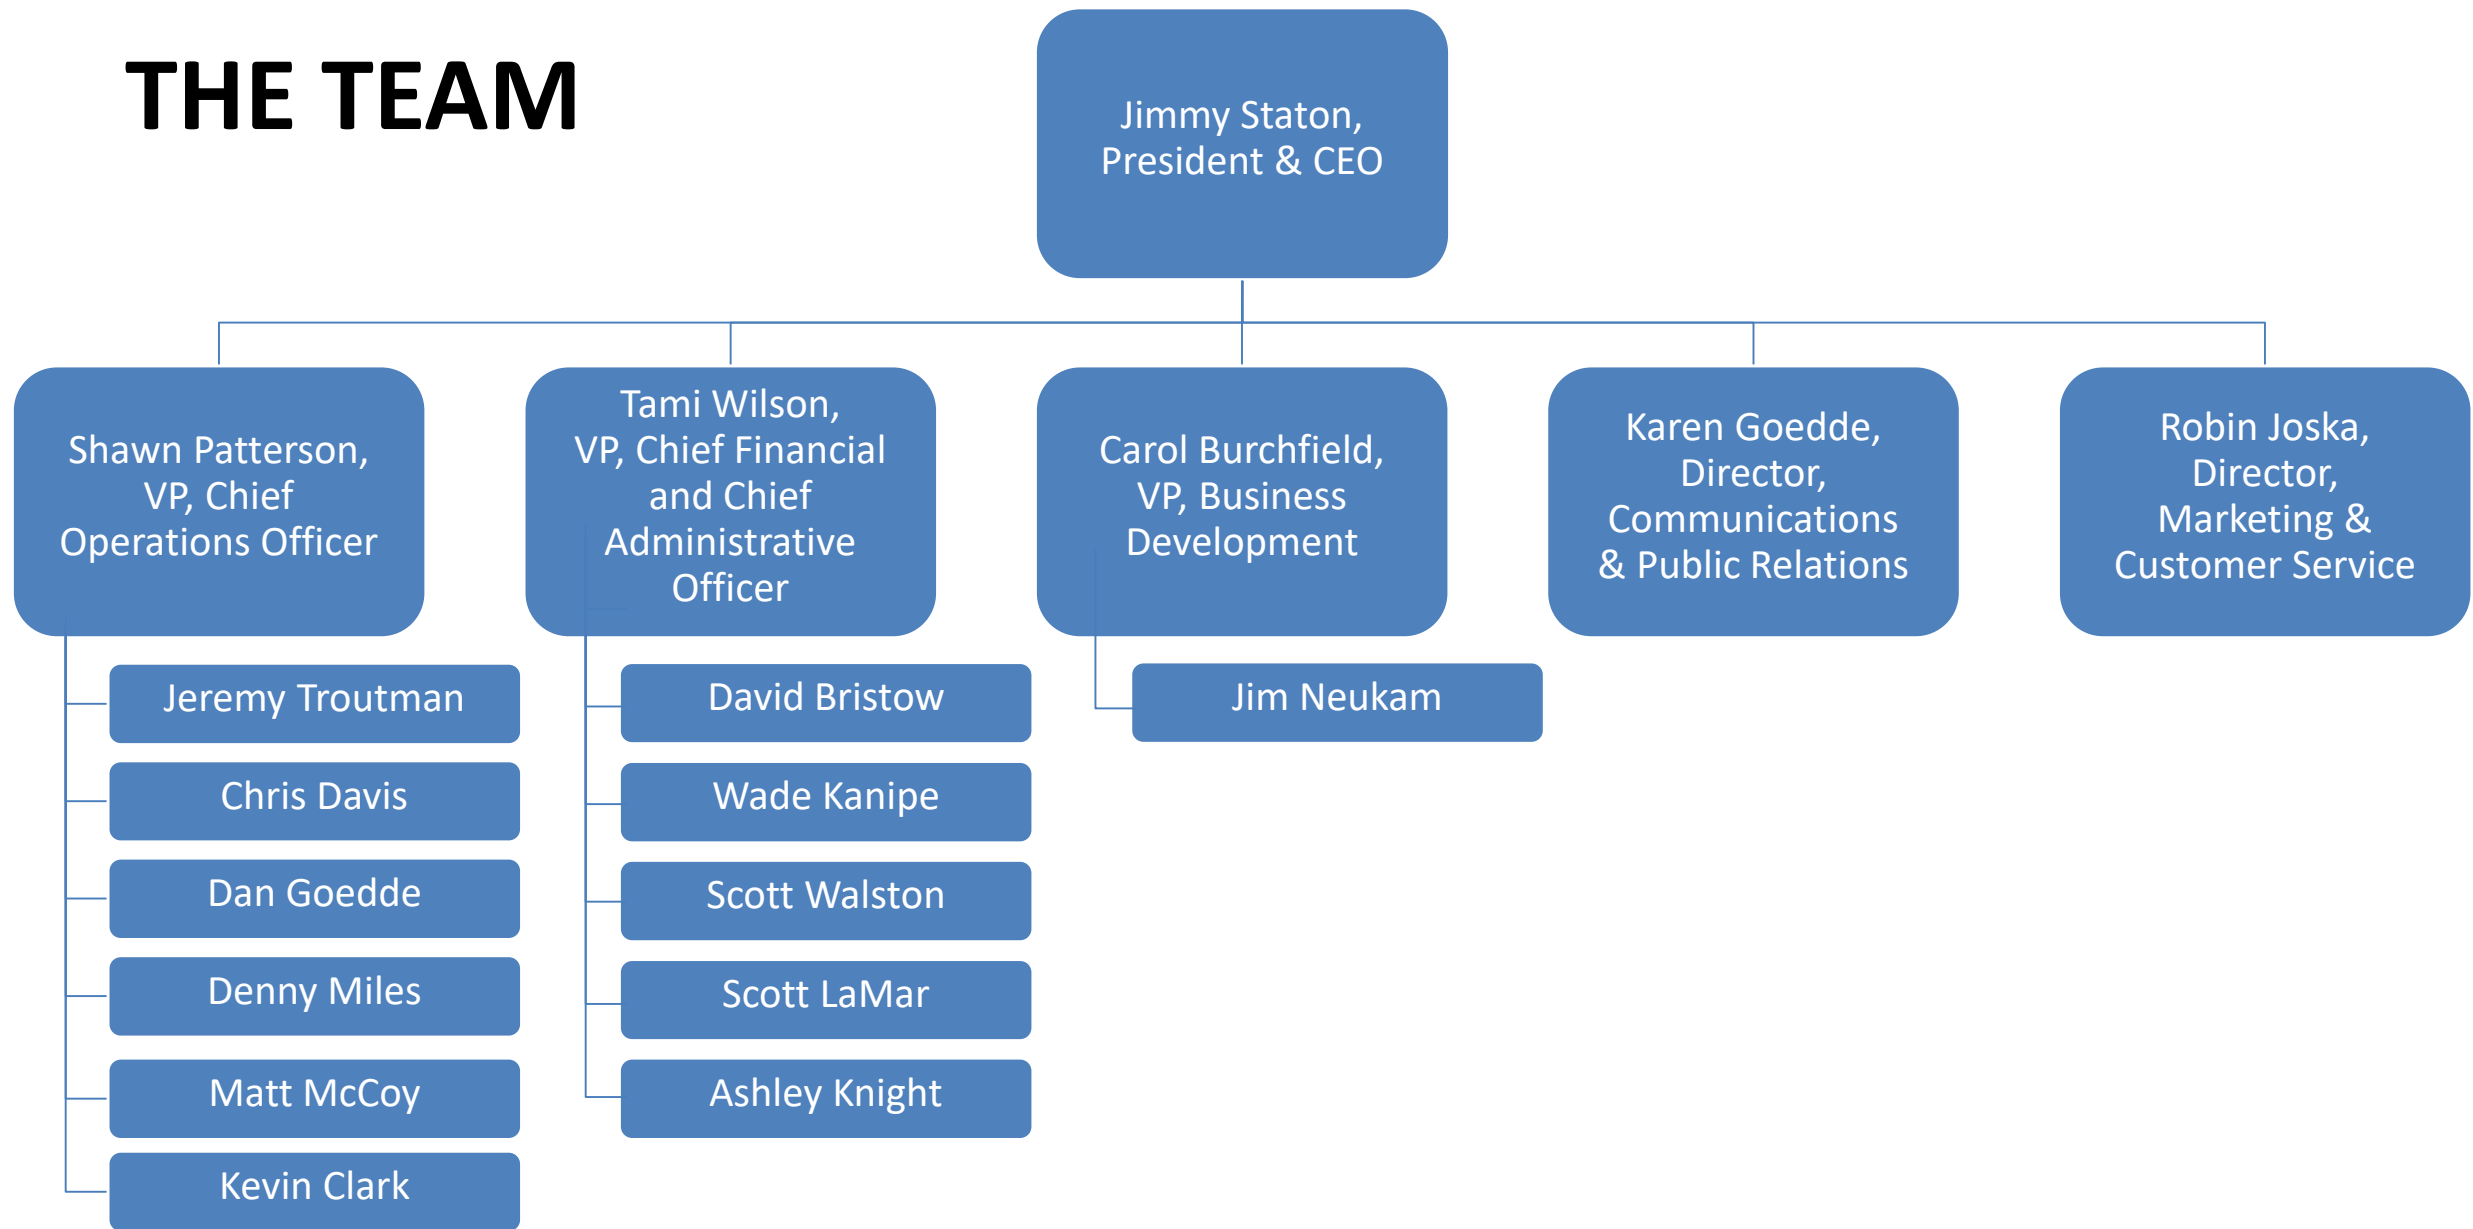 THE TEAM
Jimmy Staton,
President & CEO
Shawn Patterson,
VP, Chief
Operations Officer
Jeremy Troutman
Chris Davis
Dan Goedde
Denny Miles
Matt McCoy
Kevin Clark
Tami Wilson,
VP, Chief Financial
and Chief
Administrative
Officer
David Bristow
Wade Kanipe
Scott Walston
Scott LaMar
Ashley Knight
Carol Burchfield,
VP, Business
Development
Jim Neukam
Karen Goedde,
Director,
Communications
& Public Relations
Robin Joska,
Director,
Marketing &
Customer Service